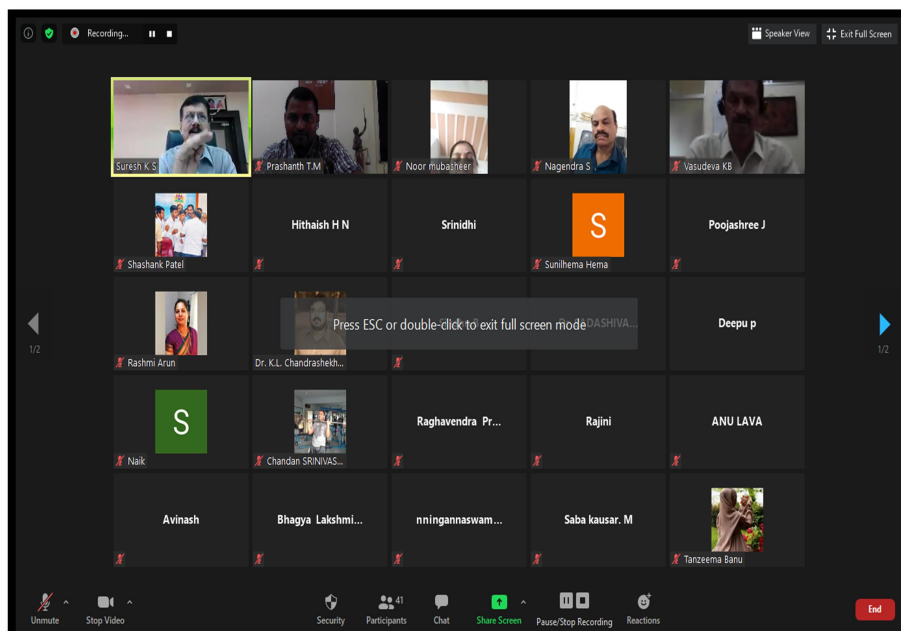 Recording...
Speaker View
Exit Full Screen
Suresh K S
Prashanth T.M
Noor mubasheer
Nagendra S
Vasudeva KB
Shashank Patel
Hithaish H N
Srinidhi
S
Sunilhema Hema
Poojashree J
1/2
Rashmi Arun
Dr. K.L. Chandrashekh...
Press ESC or double-click to exit full screen mode
Deepu p
1/2
S
Naik
Chandan SRINIVAS...
Raghavendra Pr...
Rajini
ANU LAVA
Avinash
Bhagya Lakshmi...
nningannaswam...
Saba kausar. M
Tanzeema Banu
Unmute
Stop Video
Security
Participants
41
Chat
Share Screen
Pause/Stop Recording
Reactions
End